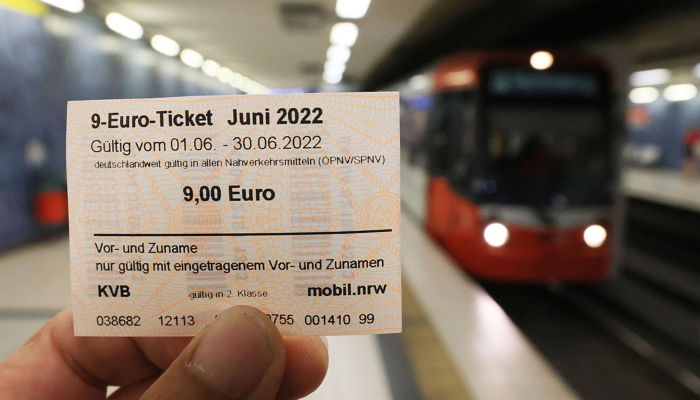 9-Euro-Ticket Juni 2022
Gültig vom 01.06. - 30.06.2022
deutschlandweit gültig in allen Nahverkehrsmitteln (ÖPNV/SPNV)
9,00 Euro
Vor- und Zuname
nur gültig mit eingetragenem Vor- und Zunamen
KVB gültig in 2. Klasse mobil.nrw
038682 12113 0755 001410 99